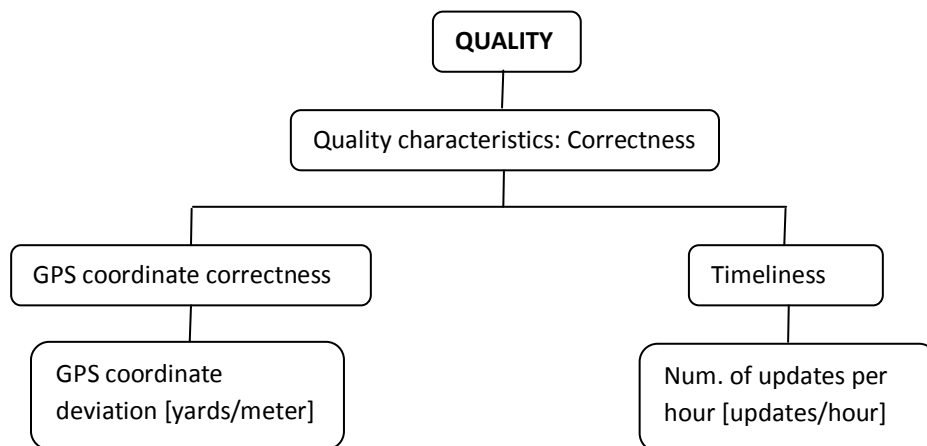 QUALITY
Quality characteristics: Correctness
GPS coordinate correctness
Timeliness
GPS coordinate
deviation [yards/meter]
Num. of updates per
hour [updates/hour]